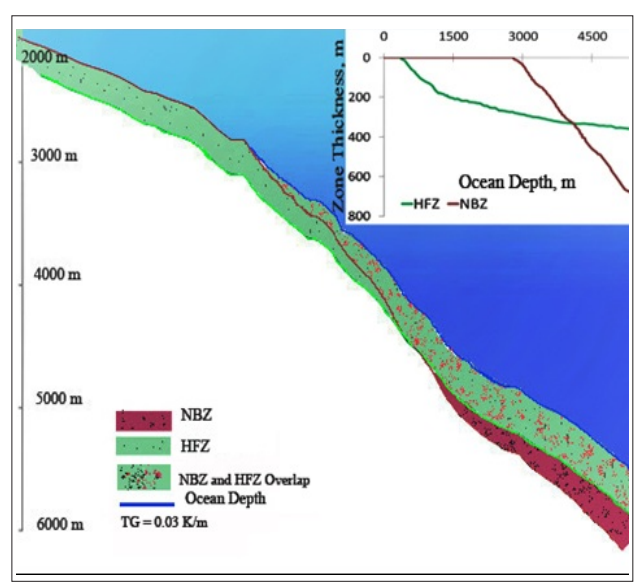 0 1500 3000 4500
0
200
400
600
800
Zone Thickness, m
Ocean Depth, m
HFZ NBZ
2000 m
3000 m
4000 m
5000 m
6000 m
NBZ
HFZ
NBZ and HFZ Overlap
Ocean Depth
TG = 0.03 K/m